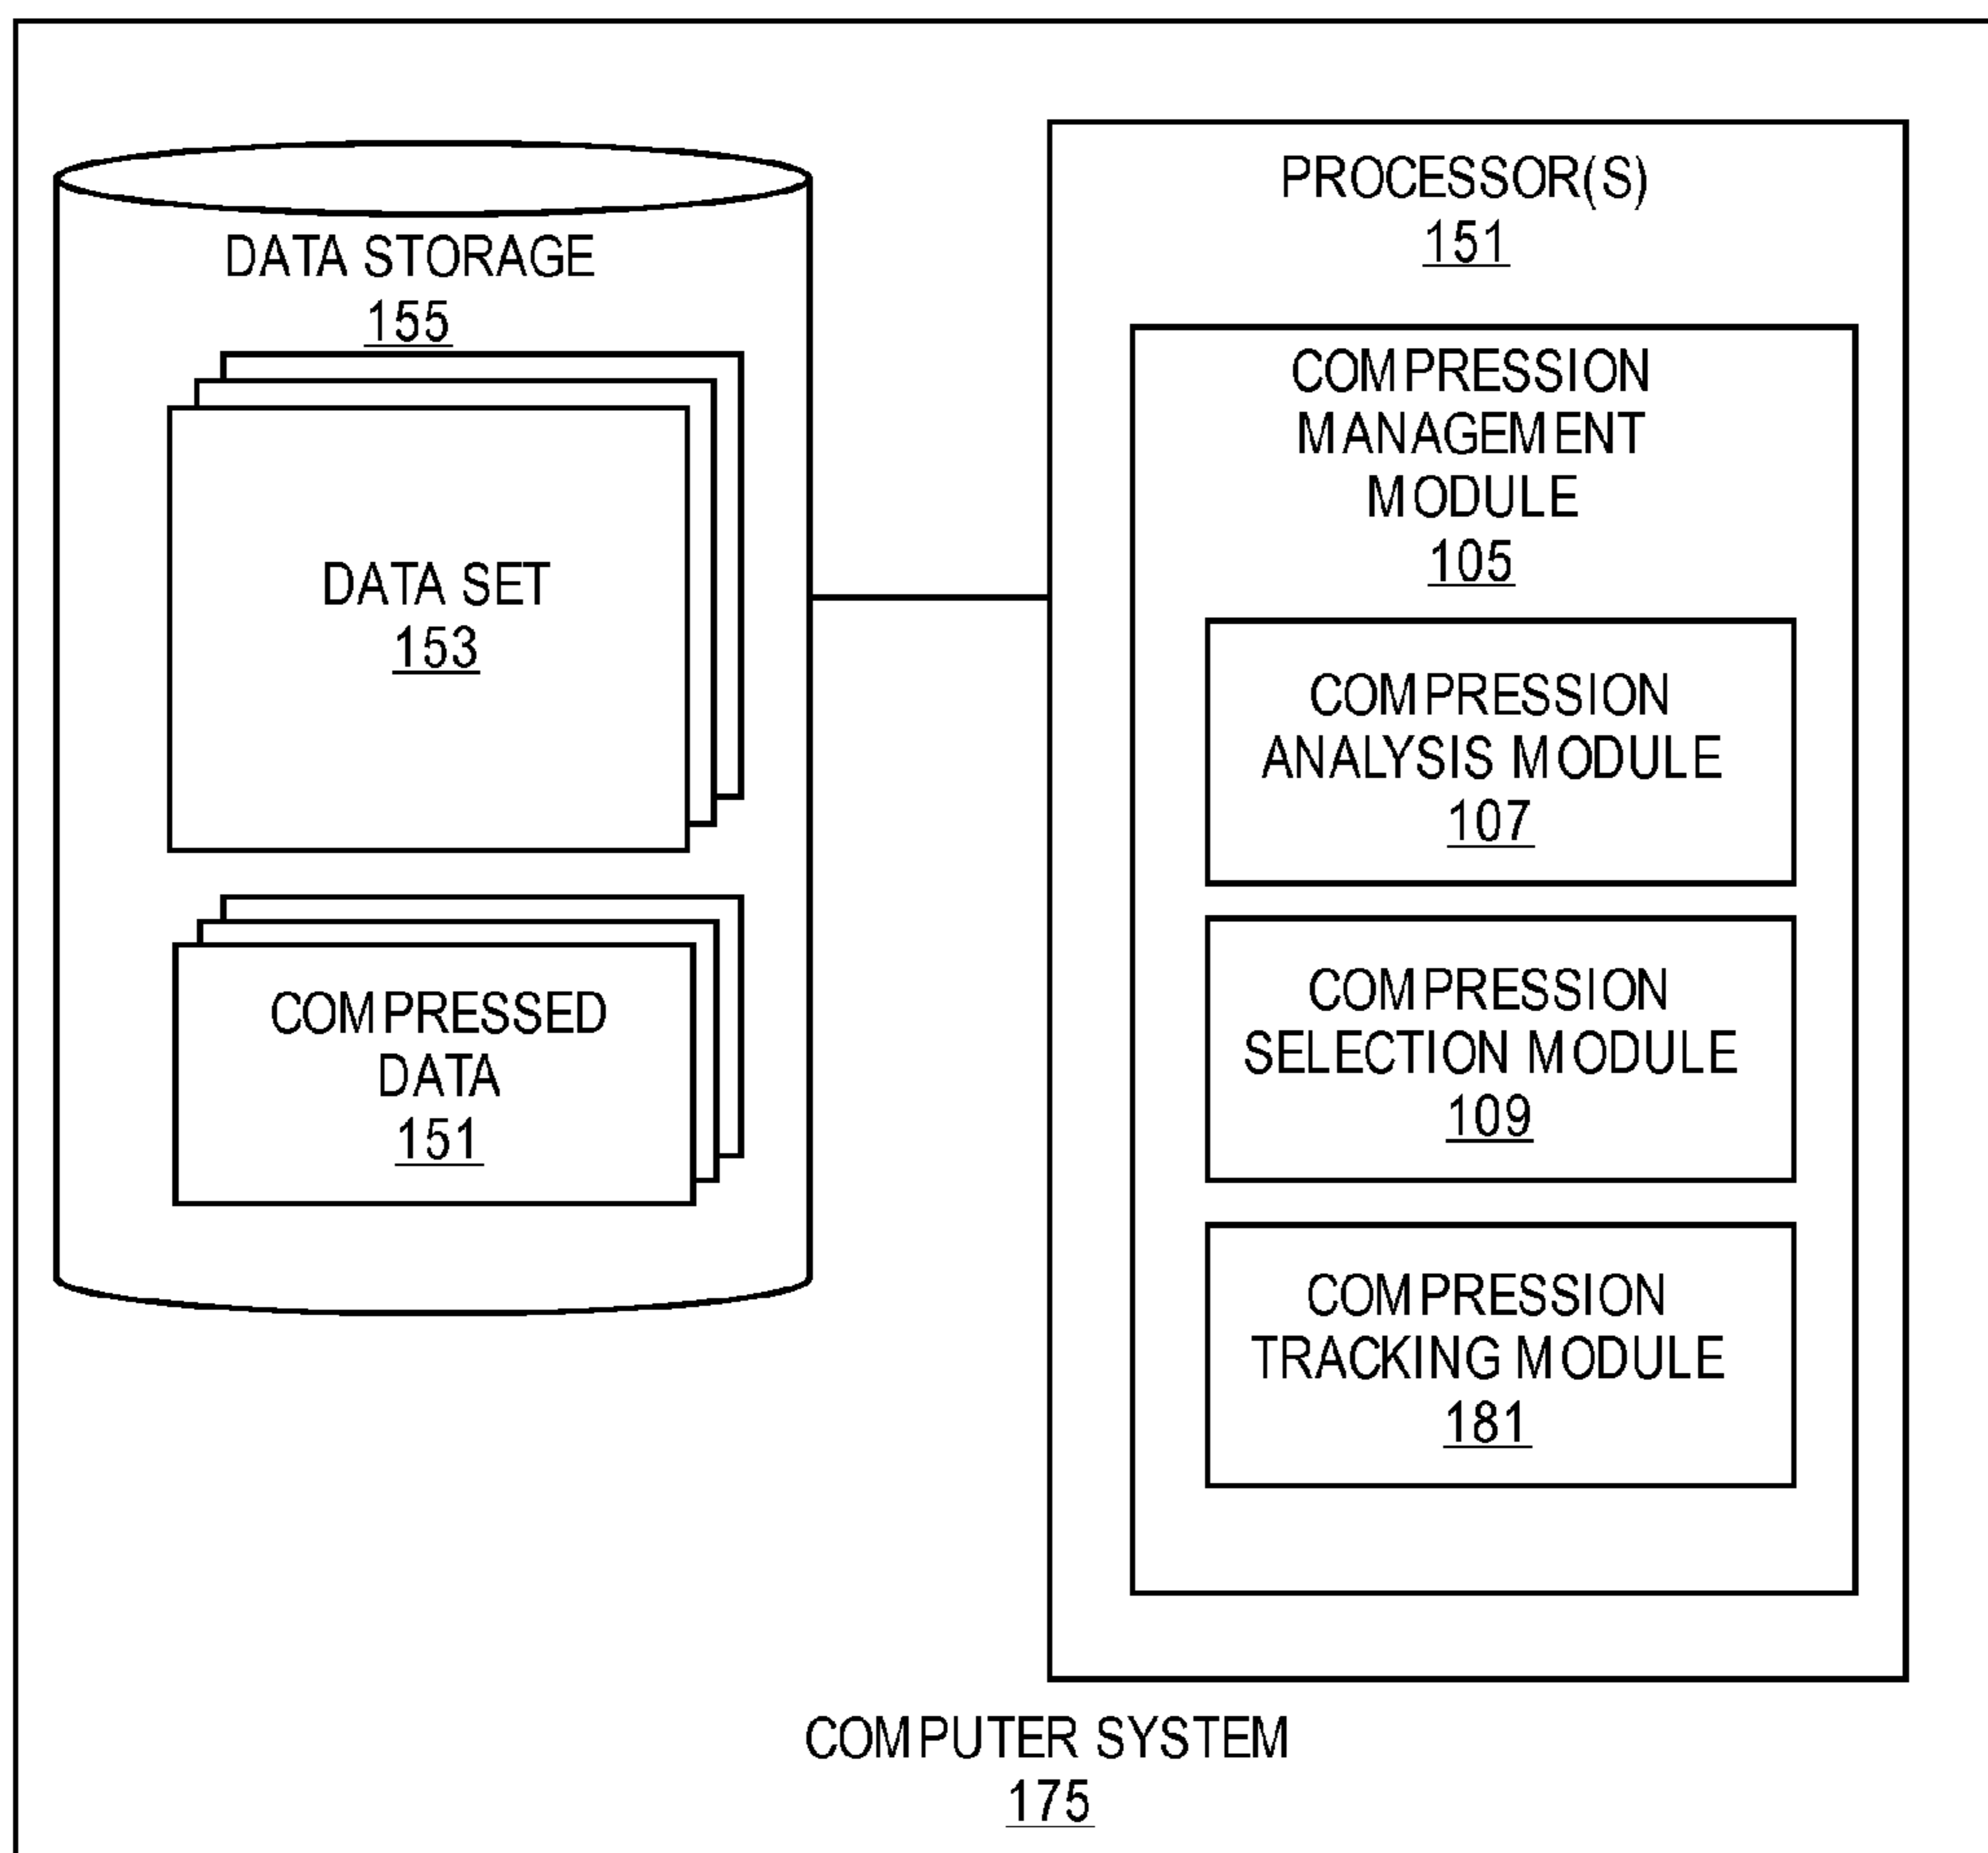 DATA STORAGE
155
DATA SET
153
COMPRESSED
DATA
151
PROCESSOR(S)
151
COMPRESSION
MANAGEMENT
MODULE
105
COMPRESSION
ANALYSIS MODULE
107
COMPRESSION
SELECTION MODULE
109
COMPRESSION
TRACKING MODULE
181
COMPUTER SYSTEM
175